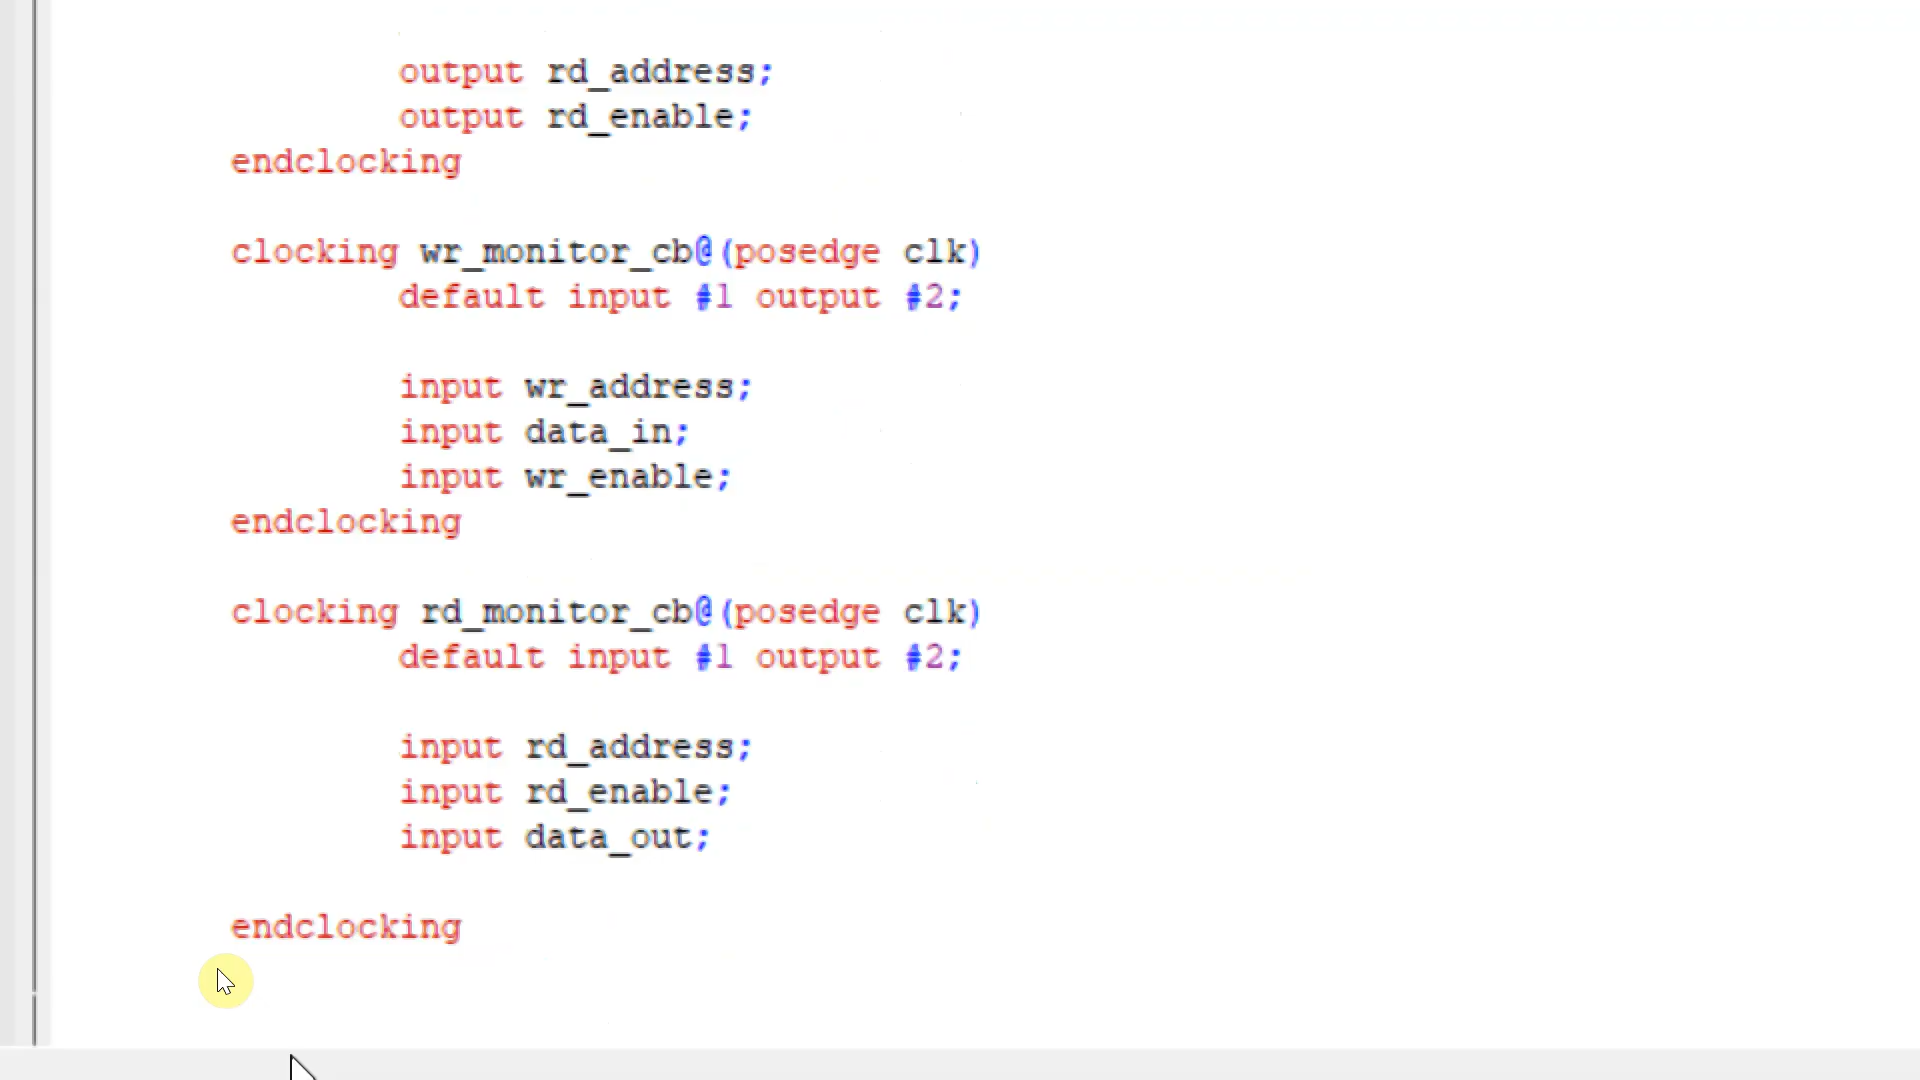 output rd_address;
output rd_enable;
endclocking
clocking wr_monitor_cb@(posedge clk)
default input #1 output #2;
input wr_address;
input data_in;
input wr_enable;
endclocking
clocking rd_monitor_cb@(posedge clk)
default input #1 output #2;
input rd_address;
input rd_enable;
input data_out;
endclocking